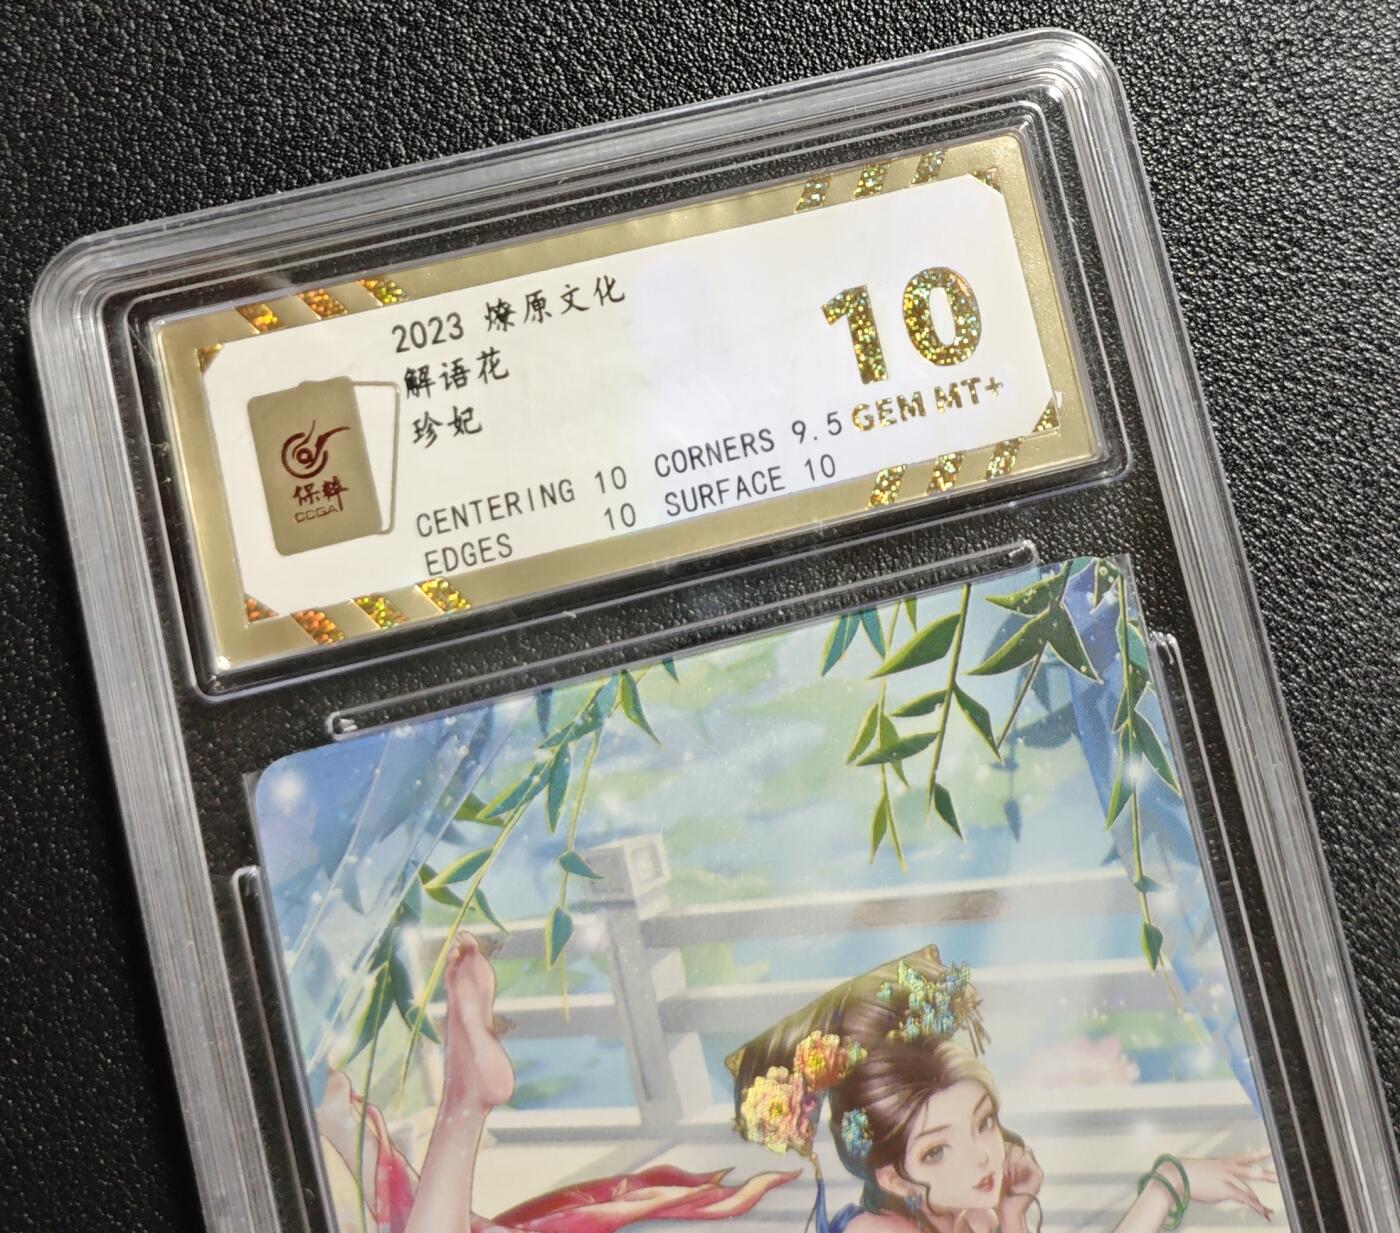 2023 燎原文化
解语花
珍妃
CENTERING 10 CORNERS 9.5
EDGES 10 SURFACE 10
10
GEM MT+
保粹
CCGA